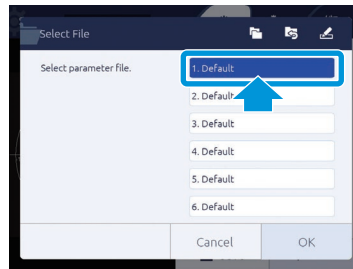 Select File
Select parameter file.
1. Default
2. Default
3. Default
4. Default
5. Default
6. Default
Cancel
OK